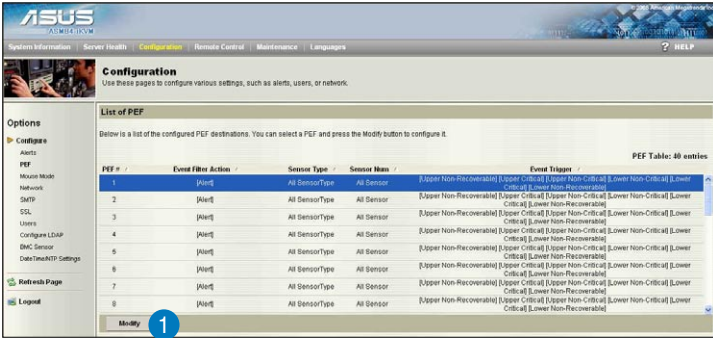 ASUS
ASMB4-iKVM
System Information Server Health Configuration Remote Control Maintenance Languages
? HELP
Configuration
Use these pages to configure various settings, such as alerts, users, or network.
Options
Configure
Alerts
PEF
Mouse Mode
Network
SMTP
SSL
Users
Configure LDAP
BMC Sensor
DateTime/NTP Settings
Refresh Page
Logout
List of PEF
Below is a list of the configured PEF destinations. You can select a PEF and press the Modify button to configure it.
PEF Table: 40 entries
PEF # Event Filter Action Sensor Type Sensor Num Event Trigger
1 [Alert] All SensorType All Sensor [Upper Non-Recoverable] [Upper Critical] [Upper Non-Critical] [Lower Non-Critical] [Lower
Critical] [Lower Non-Recoverable]
2 [Alert] All SensorType All Sensor [Upper Non-Recoverable] [Upper Critical] [Upper Non-Critical] [Lower Non-Critical] [Lower
Critical] [Lower Non-Recoverable]
3 [Alert] All SensorType All Sensor [Upper Non-Recoverable] [Upper Critical] [Upper Non-Critical] [Lower Non-Critical] [Lower
Critical] [Lower Non-Recoverable]
4 [Alert] All SensorType All Sensor [Upper Non-Recoverable] [Upper Critical] [Upper Non-Critical] [Lower Non-Critical] [Lower
Critical] [Lower Non-Recoverable]
5 [Alert] All SensorType All Sensor [Upper Non-Recoverable] [Upper Critical] [Upper Non-Critical] [Lower Non-Critical] [Lower
Critical] [Lower Non-Recoverable]
6 [Alert] All SensorType All Sensor [Upper Non-Recoverable] [Upper Critical] [Upper Non-Critical] [Lower Non-Critical] [Lower
Critical] [Lower Non-Recoverable]
7 [Alert] All SensorType All Sensor [Upper Non-Recoverable] [Upper Critical] [Upper Non-Critical] [Lower Non-Critical] [Lower
Critical] [Lower Non-Recoverable]
8 [Alert] All SensorType All Sensor [Upper Non-Recoverable] [Upper Critical] [Upper Non-Critical] [Lower Non-Critical] [Lower
Critical] [Lower Non-Recoverable]
Modify
1